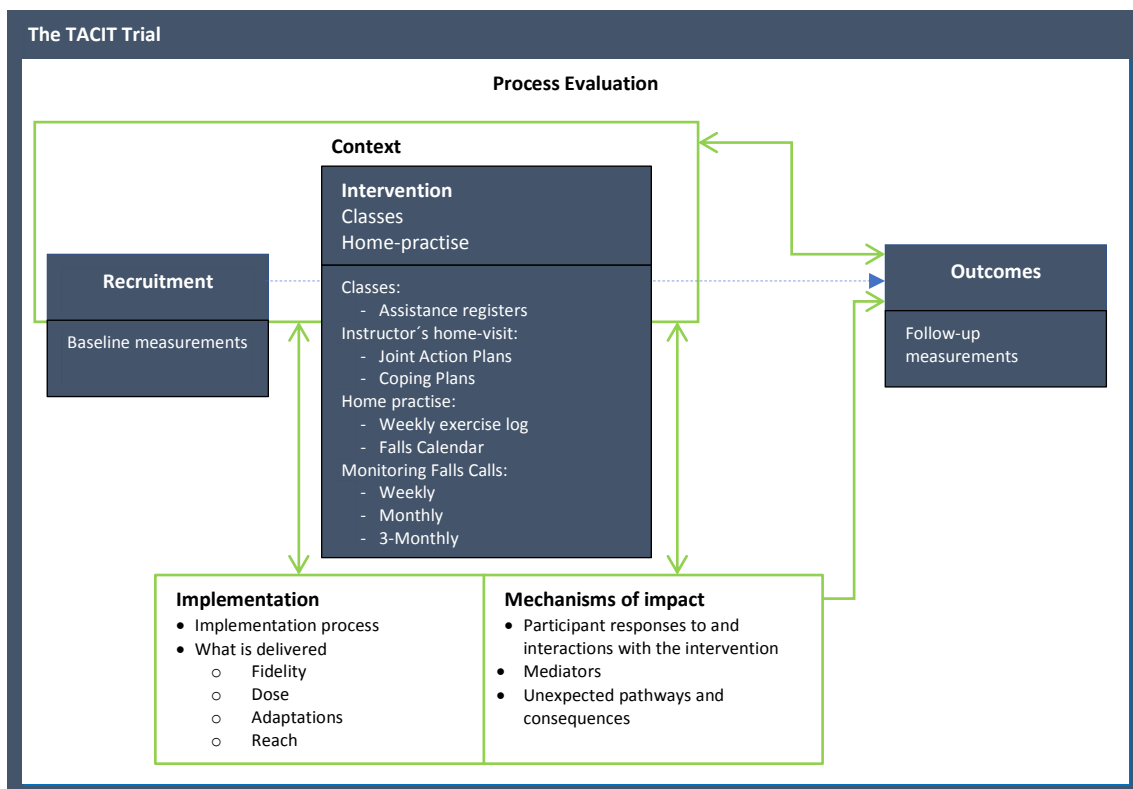 The TACIT Trial
Process Evaluation
Context
Intervention
Classes
Home-practise
Recruitment
Baseline measurements
Classes:
- Assistance registers
Instructor´s home-visit:
- Joint Action Plans
- Coping Plans
Home practise:
- Weekly exercise log
- Falls Calendar
Monitoring Falls Calls:
- Weekly
- Monthly
- 3-Monthly
Outcomes
Follow-up
measurements
Implementation
• Implementation process
• What is delivered
o Fidelity
o Dose
o Adaptations
o Reach
Mechanisms of impact
• Participant responses to and
interactions with the intervention
• Mediators
• Unexpected pathways and
consequences